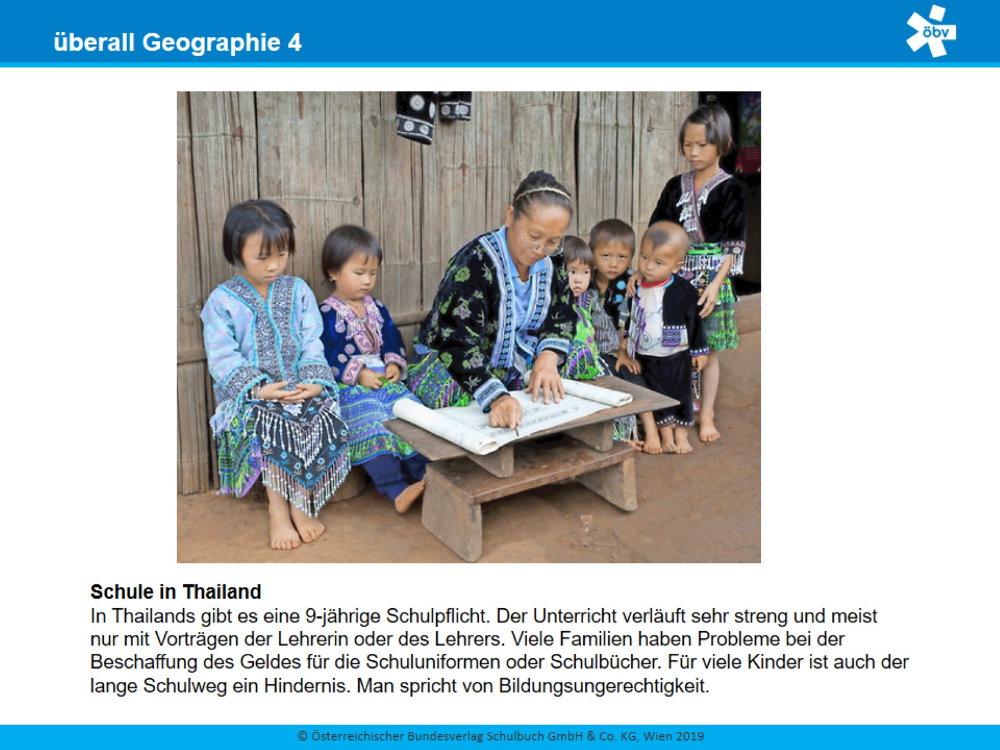 überall Geographie 4
öbv
Schule in Thailand
In Thailands gibt es eine 9-jährige Schulpflicht. Der Unterricht verläuft sehr streng und meist
nur mit Vorträgen der Lehrerin oder des Lehrers. Viele Familien haben Probleme bei der
Beschaffung des Geldes für die Schuluniformen oder Schulbücher. Für viele Kinder ist auch der
lange Schulweg ein Hindernis. Man spricht von Bildungsungerechtigkeit.
© Österreichischer Bundesverlag Schulbuch GmbH & Co. KG, Wien 2019